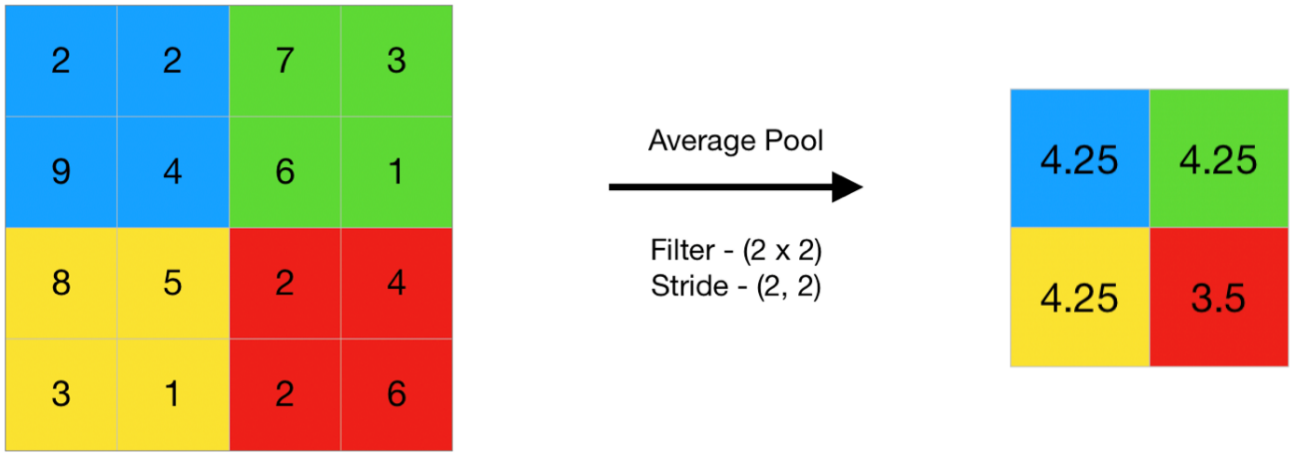 2 2 7 3
9 4 6 1
8 5 2 4
3 1 2 6
Average Pool
Filter - (2 x 2)
Stride - (2, 2)
4.25 4.25
4.25 3.5